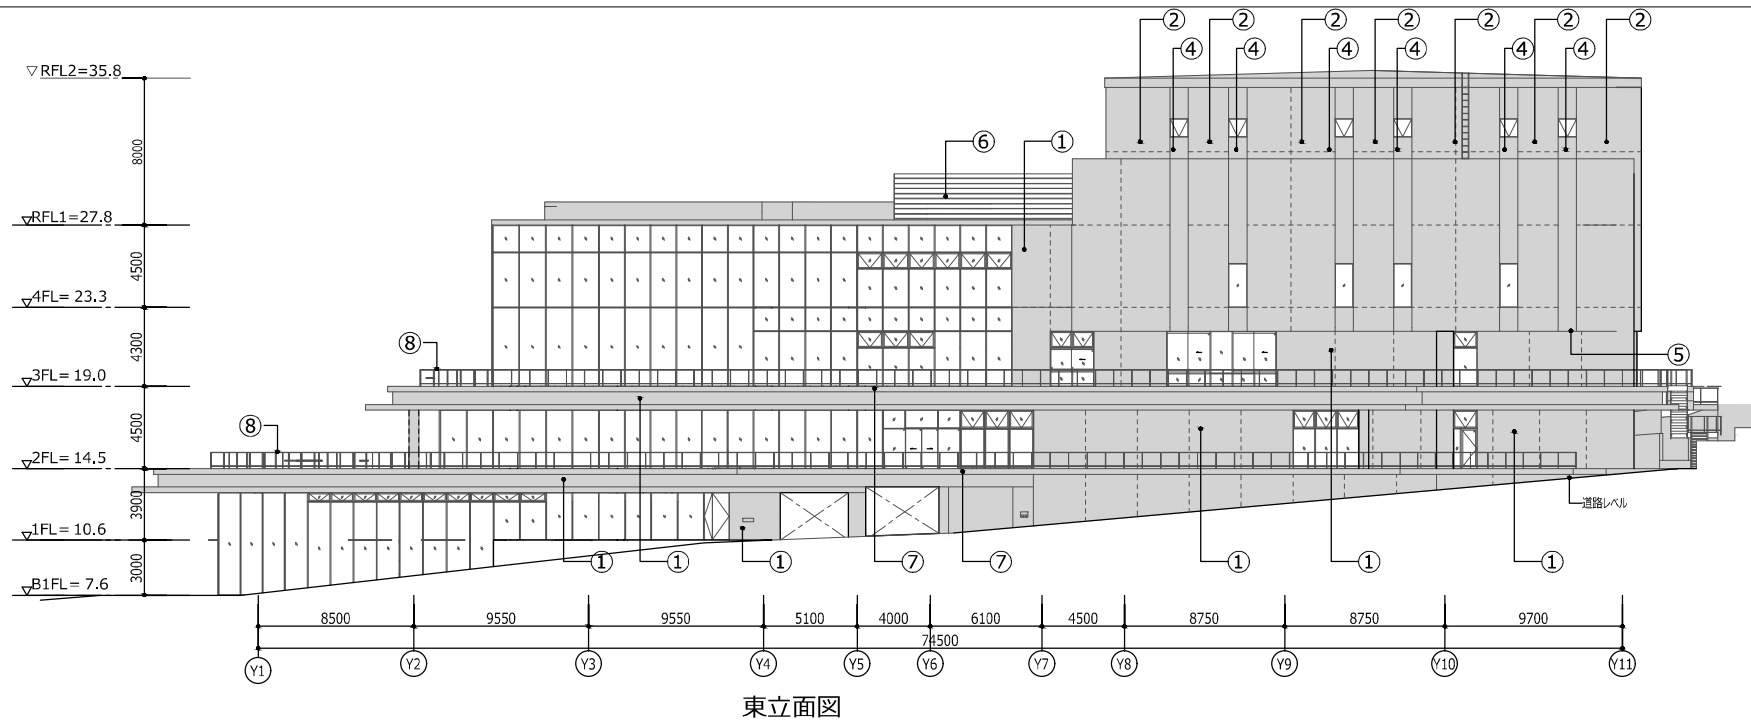 ② ② ② ② ② ② ②
④ ④ ④ ④ ④ ④
▽RFL2=35.8
8000
⑥ ①
▽RFL1=27.8
4500
▽4FL= 23.3
4300
⑧ ⑤
▽3FL= 19.0
4500
⑧
▽2FL= 14.5
3900
道路レベル
▽1FL= 10.6
① ① ① ⑦ ⑦ ① ① ①
3000
▽B1FL= 7.6
8500 9550 9550 5100 4000 6100 4500 8750 8750 9700
74500
Y1 Y2 Y3 Y4 Y5 Y6 Y7 Y8 Y9 Y10 Y11
東立面図